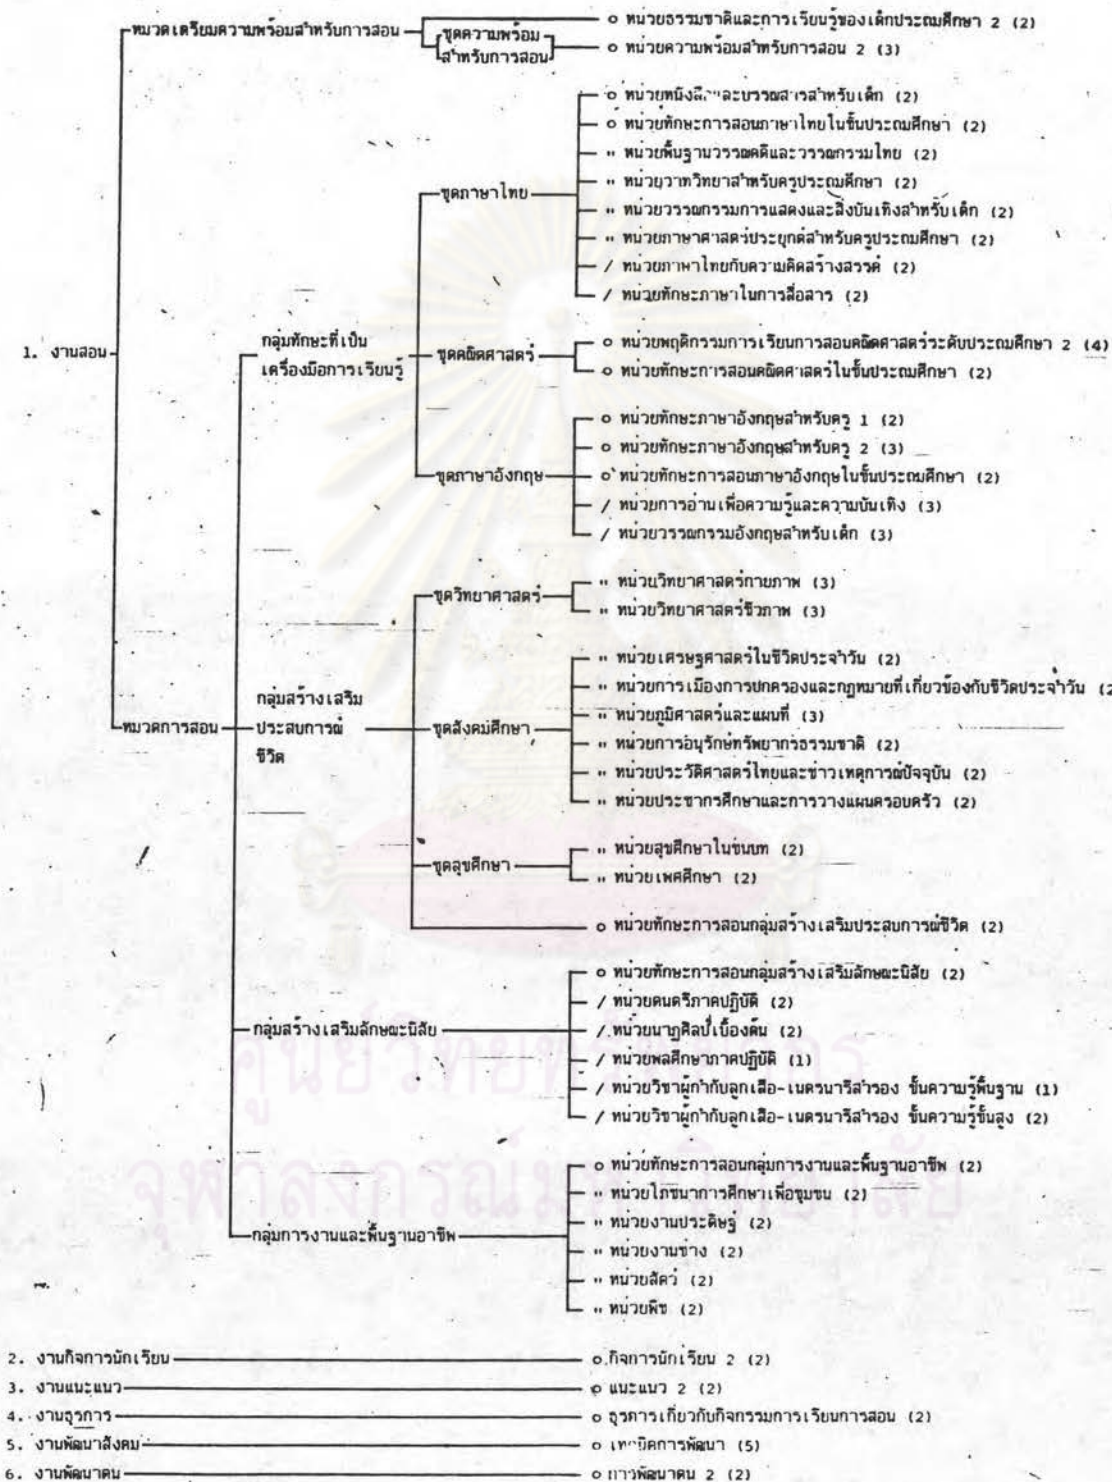 หมวดเตรียมความพร้อมสำหรับการสอน
ชุดความพร้อม
สำหรับการสอน
o หน่วยธรรมชาติและการเรียนรู้ของเด็กประถมศึกษา 2 (2)
o หน่วยความพร้อมสำหรับการสอน 2 (3)
1. งานสอน
กลุ่มทักษะที่เป็น
เครื่องมือการเรียนรู้
ชุดภาษาไทย
o หน่วยหนังสือและบรรณสารสำหรับเด็ก (2)
o หน่วยทักษะการสอนภาษาไทยในชั้นประถมศึกษา (2)
" หน่วยพื้นฐานวรรณคดีและวรรณกรรมไทย (2)
" หน่วยวาทวิทยาสำหรับครูประถมศึกษา (2)
" หน่วยวรรณกรรมการแสดงและสิ่งบันเทิงสำหรับเด็ก (2)
" หน่วยภาษาศาสตร์ประยุกต์สำหรับครูประถมศึกษา (2)
/ หน่วยภาษาไทยกับความคิดสร้างสรรค์ (2)
/ หน่วยทักษะภาษาในการสื่อสาร (2)
ชุดคณิตศาสตร์
o หน่วยพฤติกรรมการเรียนการสอนคณิตศาสตร์ระดับประถมศึกษา 2 (4)
o หน่วยทักษะการสอนคณิตศาสตร์ในชั้นประถมศึกษา (2)
ชุดภาษาอังกฤษ
o หน่วยทักษะภาษาอังกฤษสำหรับครู 1 (2)
o หน่วยทักษะภาษาอังกฤษสำหรับครู 2 (3)
o หน่วยทักษะการสอนภาษาอังกฤษในชั้นประถมศึกษา (2)
/ หน่วยการอ่านเพื่อความรู้และความบันเทิง (3)
/ หน่วยวรรณกรรมอังกฤษสำหรับเด็ก (3)
หมวดการสอน
กลุ่มสร้างเสริม
ประสบการณ์
ชีวิต
ชุดวิทยาศาสตร์
" หน่วยวิทยาศาสตร์กายภาพ (3)
" หน่วยวิทยาศาสตร์ชีวภาพ (3)
ชุดสังคมศึกษา
" หน่วยเศรษฐศาสตร์ในชีวิตประจำวัน (2)
" หน่วยการเมืองการปกครองและกฎหมายที่เกี่ยวข้องกับชีวิตประจำวัน (2
" หน่วยภูมิศาสตร์และแผนที่ (3)
" หน่วยการอนุรักษ์ทรัพยากรธรรมชาติ (2)
" หน่วยประวัติศาสตร์ไทยและข่าวเหตุการณ์ปัจจุบัน (2)
" หน่วยประชากรศึกษาและการวางแผนครอบครัว (2)
ชุดสุขศึกษา
" หน่วยสุขศึกษาในชนบท (2)
" หน่วยเพศศึกษา (2)
o หน่วยทักษะการสอนกลุ่มสร้างเสริมประสบการณ์ชีวิต (2)
กลุ่มสร้างเสริมลักษณะนิสัย
o หน่วยทักษะการสอนกลุ่มสร้างเสริมลักษณะนิสัย (2)
/ หน่วยดนตรีภาคปฏิบัติ (2)
/ หน่วยนาฏศิลป์เบื้องต้น (2)
/ หน่วยพลศึกษาภาคปฏิบัติ (1)
/ หน่วยวิชาผู้กำกับลูกเสือ-เนตรนารีสำรอง ขั้นความรู้พื้นฐาน (1)
/ หน่วยวิชาผู้กำกับลูกเสือ-เนตรนารีสำรอง ขั้นความรู้ชั้นสูง (2)
กลุ่มการงานและพื้นฐานอาชีพ
o หน่วยทักษะการสอนกลุ่มการงานและพื้นฐานอาชีพ (2)
" หน่วยโภชนาการศึกษาเพื่อชุมชน (2)
" หน่วยงานประดิษฐ์ (2)
" หน่วยงานช่าง (2)
" หน่วยสัตว์ (2)
" หน่วยพืช (2)
2. งานกิจการนักเรียน o กิจการนักเรียน 2 (2)
3. งานแนะแนว o แนะแนว 2 (2)
4. งานธุรการ o ธุรการเกี่ยวกับกิจกรรมการเรียนการสอน (2)
5. งานพัฒนาสังคม o เทคนิคการพัฒนา (5)
6. งานพัฒนาตน o การพัฒนาตน 2 (2)
ศูนย์วิทยทรัพยากร
จุฬาลงกรณ์มหาวิทยาลัย